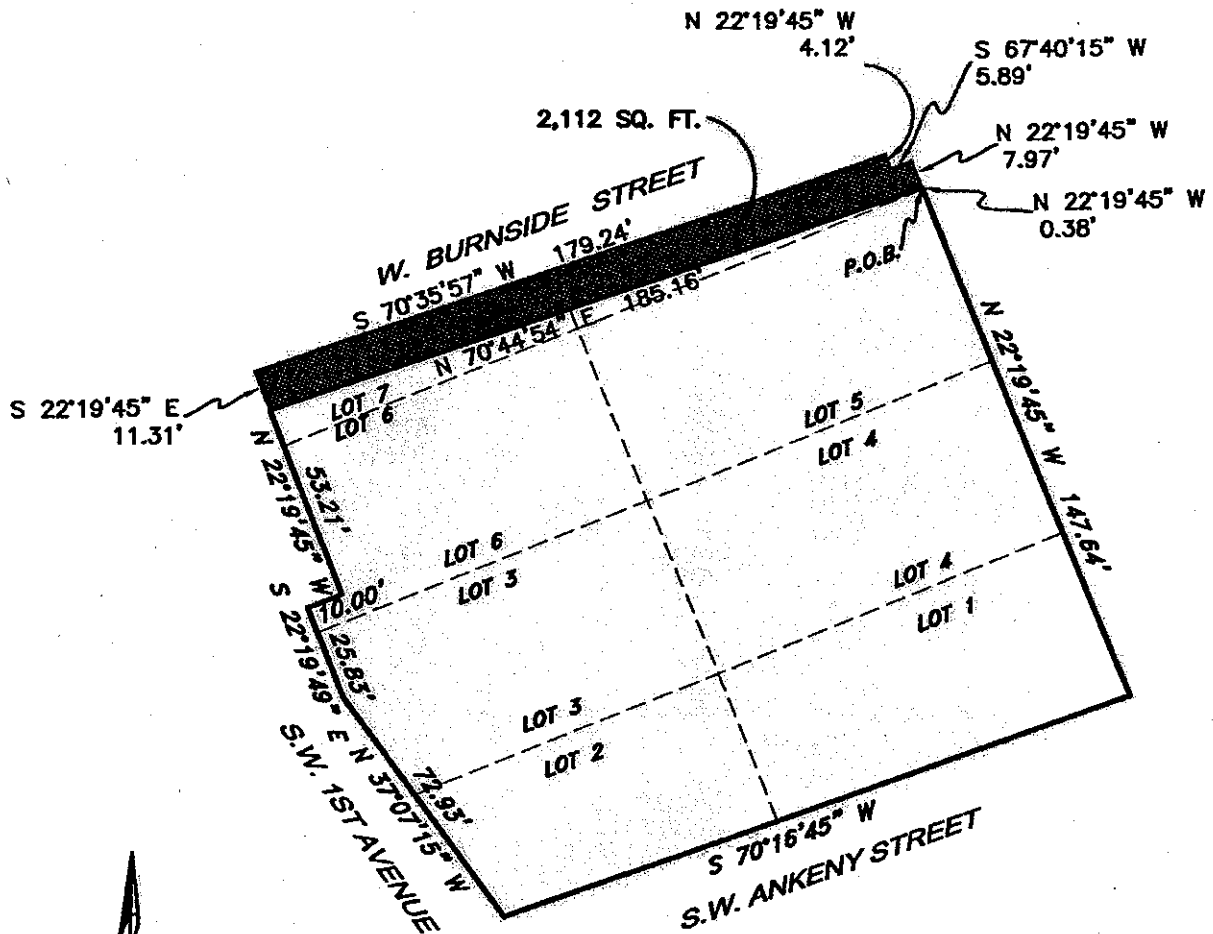 N 22°19'45" W
4.12'
S 67°40'15" W
5.89'
2,112 SQ. FT.
N 22°19'45" W
7.97'
N 22°19'45" W
0.38'
W. BURNSIDE STREET
S 70°35'57" W 179.24'
P.O.B.
N 70°44'54" E 185.16'
S 22°19'45" E
11.31'
LOT 7
LOT 6
N 22°19'45" W
53.21'
LOT 5
LOT 4
N 22°19'45" W 147.64'
LOT 6
LOT 3
10.00'
S 22°19'49" E
25.83'
LOT 4
LOT 1
LOT 3
LOT 2
N 37°07'15" W
72.93'
S.W. 1ST AVENUE
S 70°16'45" W
S.W. ANKENY STREET